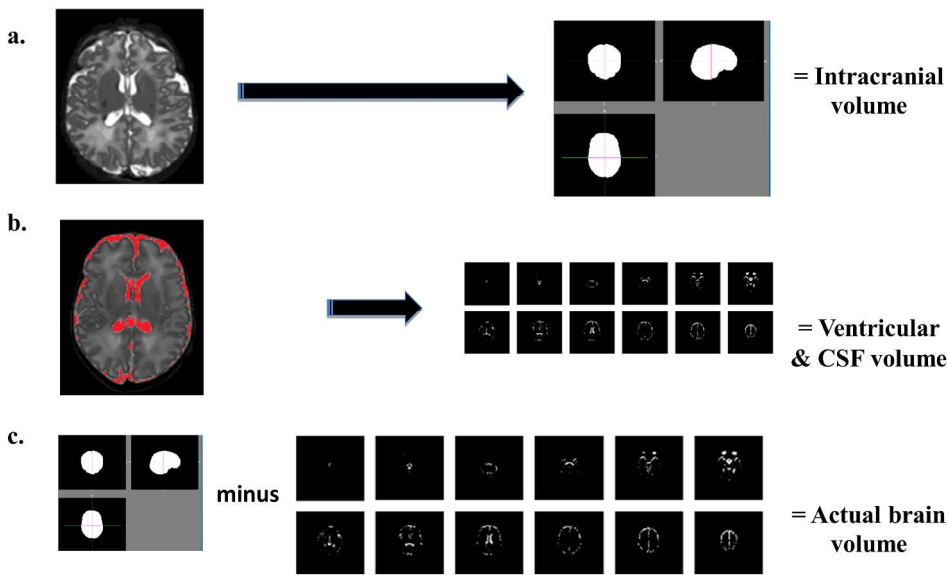 a.
= Intracranial
volume
b.
= Ventricular
& CSF volume
c.
minus
= Actual brain
volume